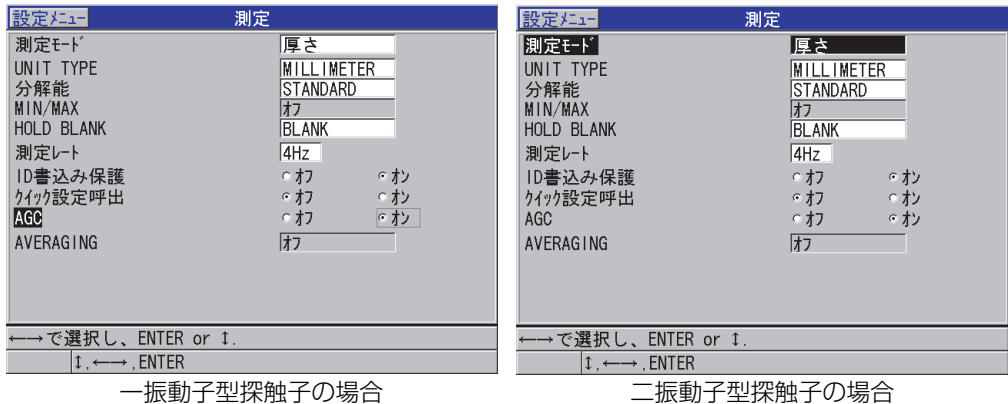 設定ﾒﾆｭｰ 測定
測定ﾓｰﾄﾞ 厚さ
UNIT TYPE MILLIMETER
分解能 STANDARD
MIN/MAX ｵﾌ
HOLD BLANK BLANK
測定ﾚｰﾄ 4Hz
ID書込み保護 ｵﾌ ｵﾝ
ｸｲｯｸ設定呼出 ｵﾌ ｵﾝ
AGC ｵﾌ ｵﾝ
AVERAGING ｵﾌ
←→で選択し、ENTER or ↕.
↕,←→,ENTER
一振動子型探触子の場合
設定ﾒﾆｭｰ 測定
測定ﾓｰﾄﾞ 厚さ
UNIT TYPE MILLIMETER
分解能 STANDARD
MIN/MAX ｵﾌ
HOLD BLANK BLANK
測定ﾚｰﾄ 4Hz
ID書込み保護 ｵﾌ ｵﾝ
ｸｲｯｸ設定呼出 ｵﾌ ｵﾝ
AGC ｵﾌ ｵﾝ
AVERAGING ｵﾌ
←→で選択し、ENTER or ↕.
↕,←→,ENTER
二振動子型探触子の場合